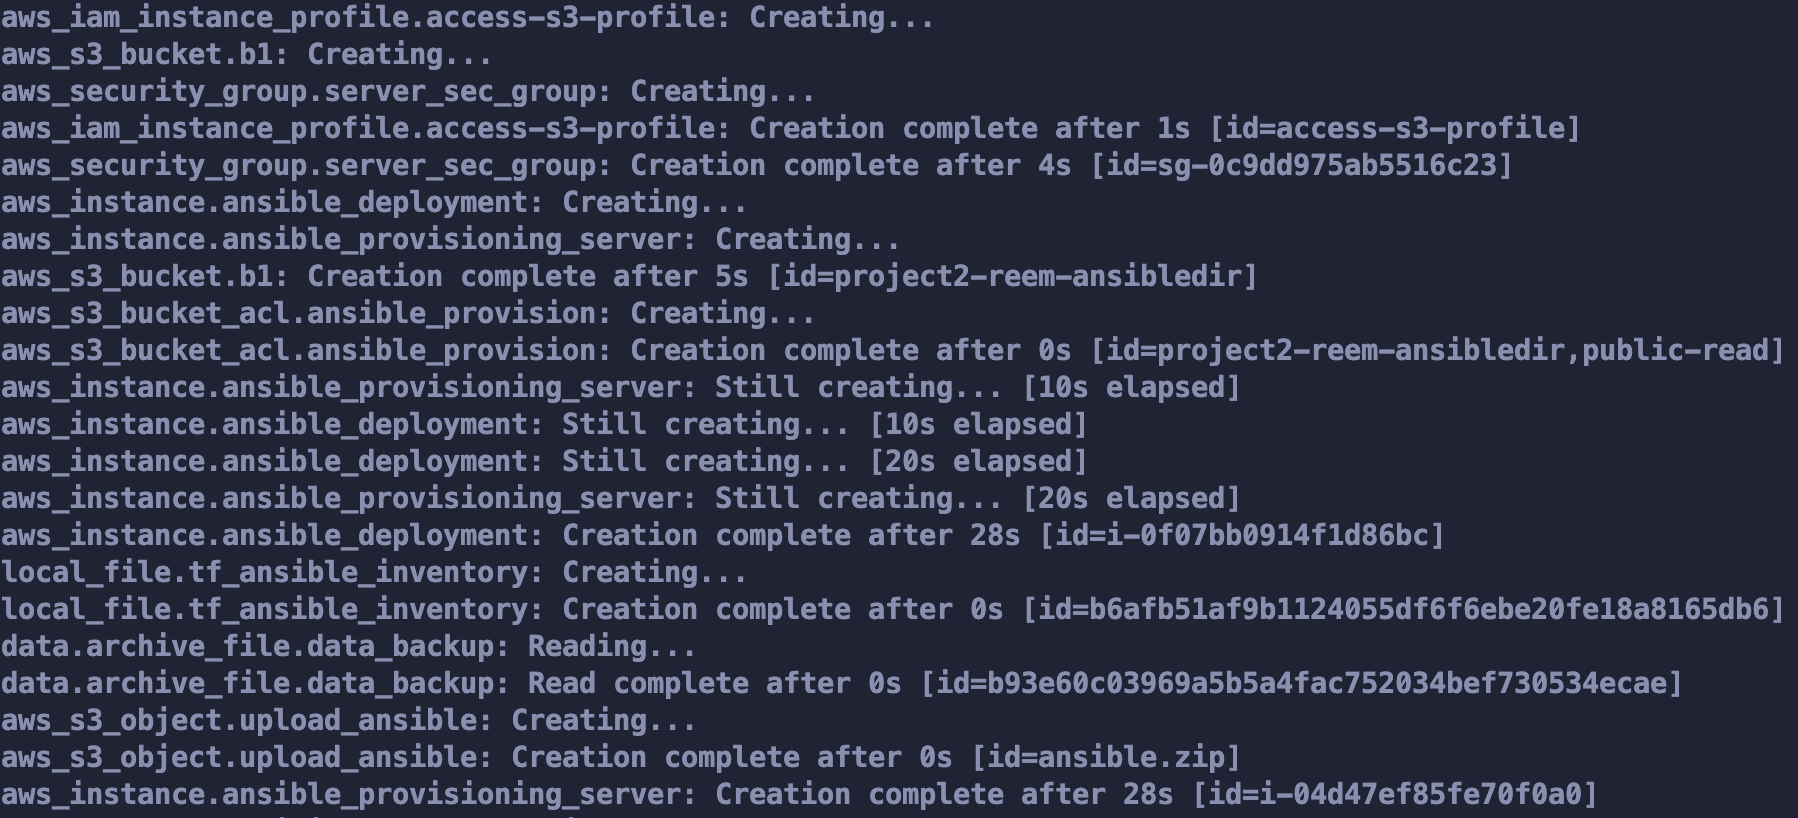 aws_iam_instance_profile.access-s3-profile: Creating...
aws_s3_bucket.b1: Creating...
aws_security_group.server_sec_group: Creating...
aws_iam_instance_profile.access-s3-profile: Creation complete after 1s [id=access-s3-profile]
aws_security_group.server_sec_group: Creation complete after 4s [id=sg-0c9dd975ab5516c23]
aws_instance.ansible_deployment: Creating...
aws_instance.ansible_provisioning_server: Creating...
aws_s3_bucket.b1: Creation complete after 5s [id=project2-reem-ansibledir]
aws_s3_bucket_acl.ansible_provision: Creating...
aws_s3_bucket_acl.ansible_provision: Creation complete after 0s [id=project2-reem-ansibledir,public-read]
aws_instance.ansible_provisioning_server: Still creating... [10s elapsed]
aws_instance.ansible_deployment: Still creating... [10s elapsed]
aws_instance.ansible_deployment: Still creating... [20s elapsed]
aws_instance.ansible_provisioning_server: Still creating... [20s elapsed]
aws_instance.ansible_deployment: Creation complete after 28s [id=i-0f07bb0914f1d86bc]
local_file.tf_ansible_inventory: Creating...
local_file.tf_ansible_inventory: Creation complete after 0s [id=b6afb51af9b1124055df6f6ebe20fe18a8165db6]
data.archive_file.data_backup: Reading...
data.archive_file.data_backup: Read complete after 0s [id=b93e60c03969a5b5a4fac752034bef730534ecae]
aws_s3_object.upload_ansible: Creating...
aws_s3_object.upload_ansible: Creation complete after 0s [id=ansible.zip]
aws_instance.ansible_provisioning_server: Creation complete after 28s [id=i-04d47ef85fe70f0a0]